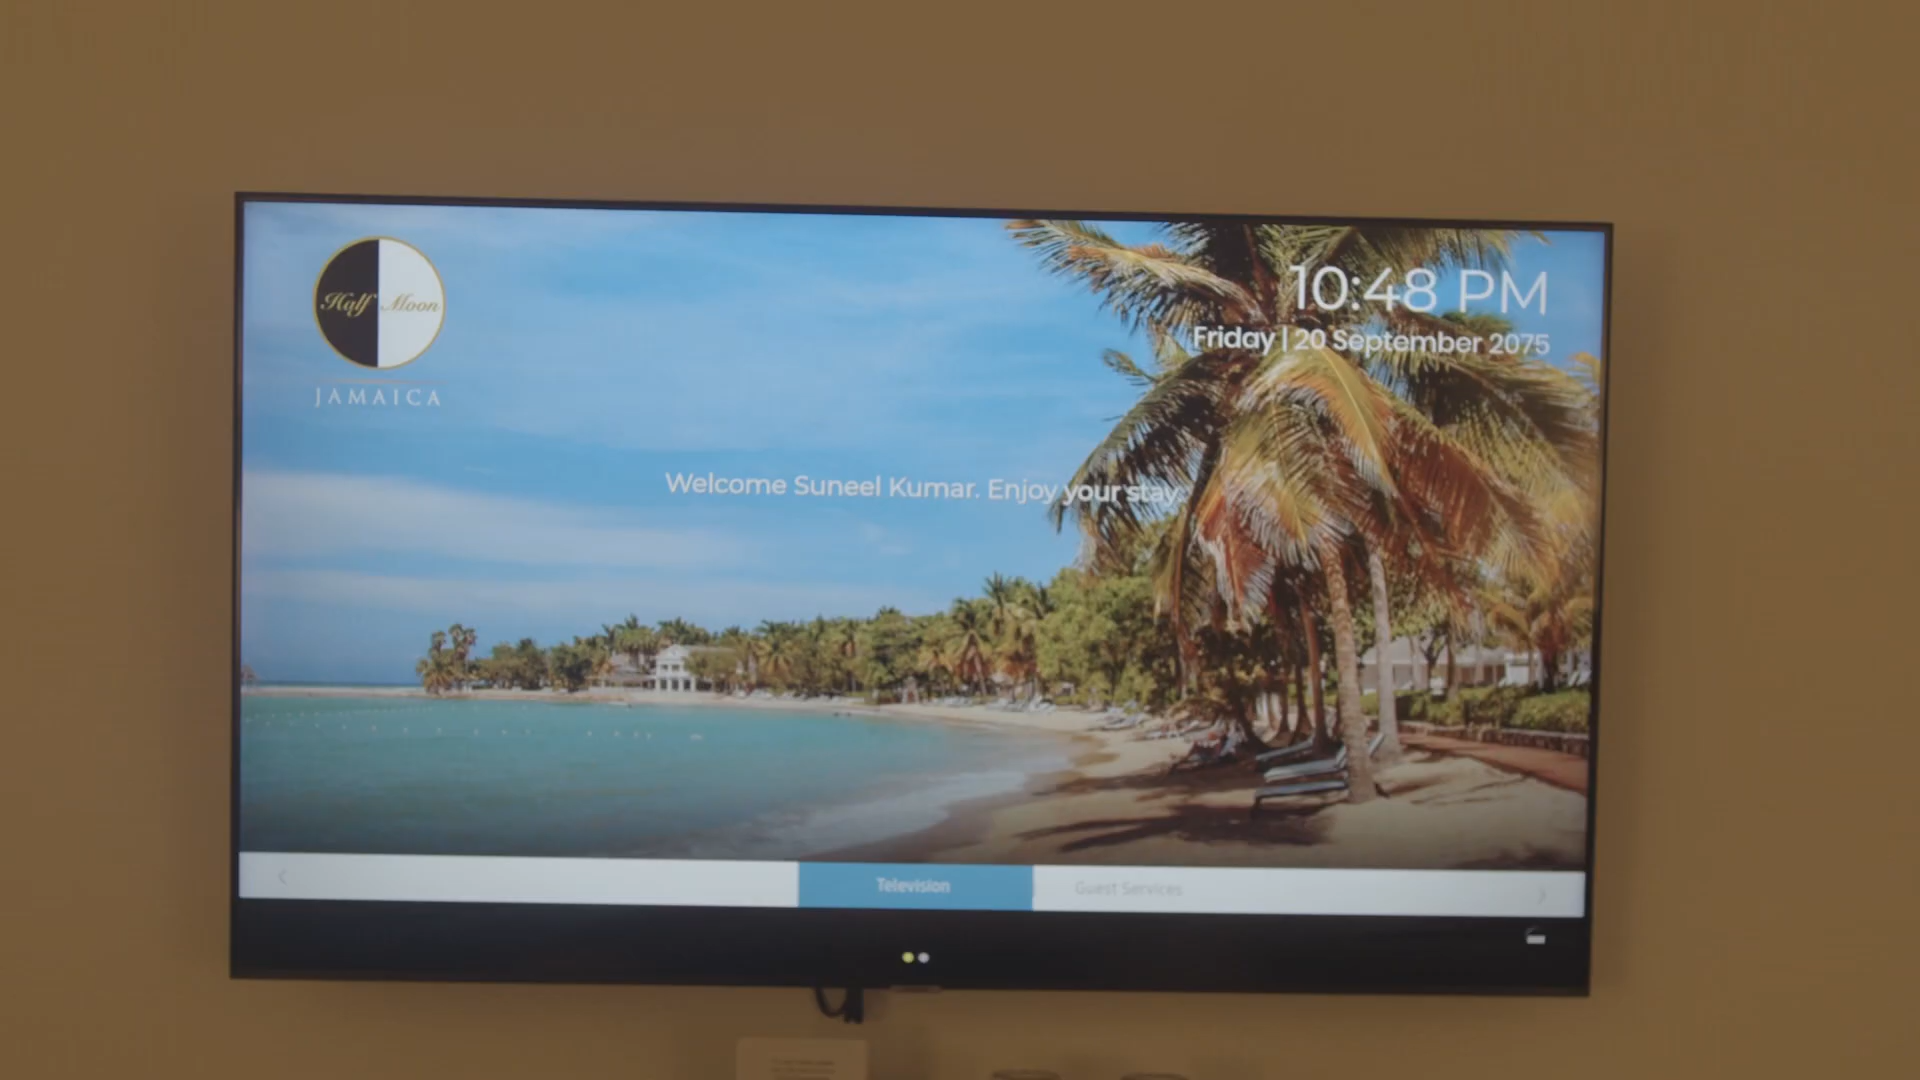 Half Moon
JAMAICA
10:48 PM
Friday | 20 September 2075
Welcome Suneel Kumar. Enjoy your stay.
Television
Guest Services